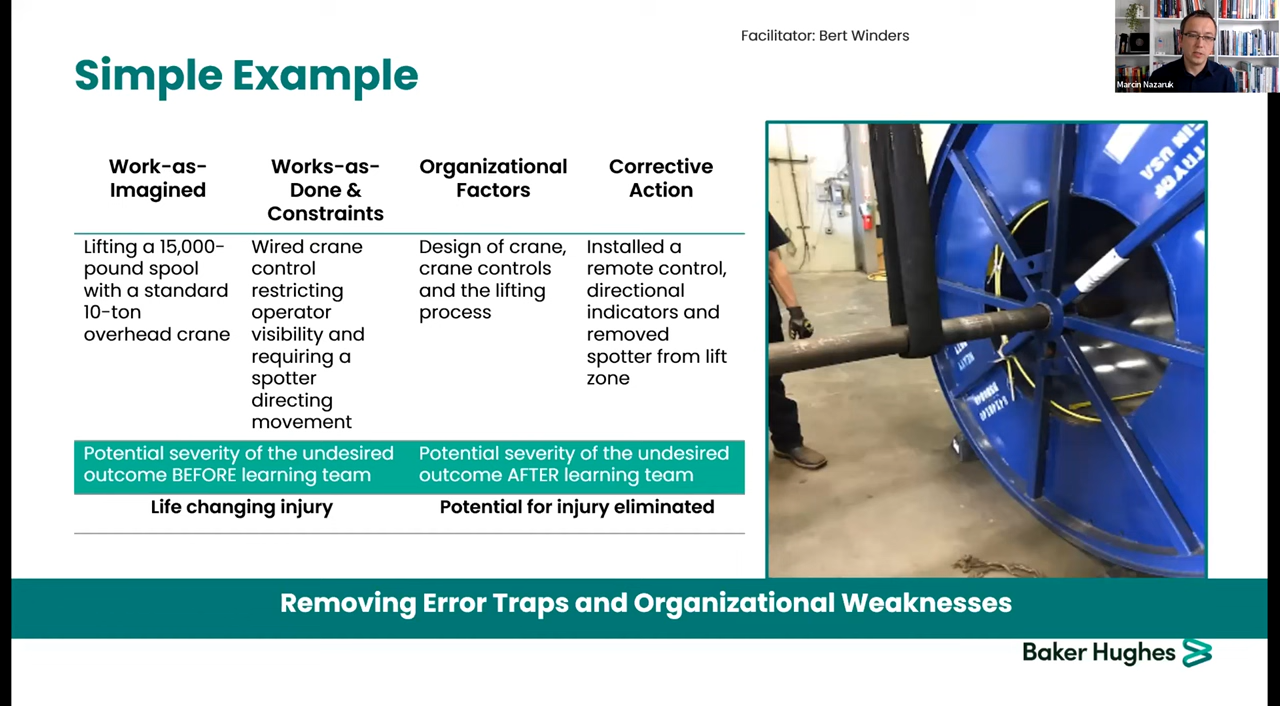 Facilitator: Bert Winders
Marcin Nazaruk
Simple Example
Work-as-
Imagined
Works-as-
Done &
Constraints
Organizational
Factors
Corrective
Action
Lifting a 15,000-
pound spool
with a standard
10-ton
overhead crane
Wired crane
control
restricting
operator
visibility and
requiring a
spotter
directing
movement
Design of crane,
crane controls
and the lifting
process
Installed a
remote control,
directional
indicators and
removed
spotter from lift
zone
Potential severity of the undesired
outcome BEFORE learning team
Potential severity of the undesired
outcome AFTER learning team
Life changing injury
Potential for injury eliminated
IN USA
Removing Error Traps and Organizational Weaknesses
Baker Hughes